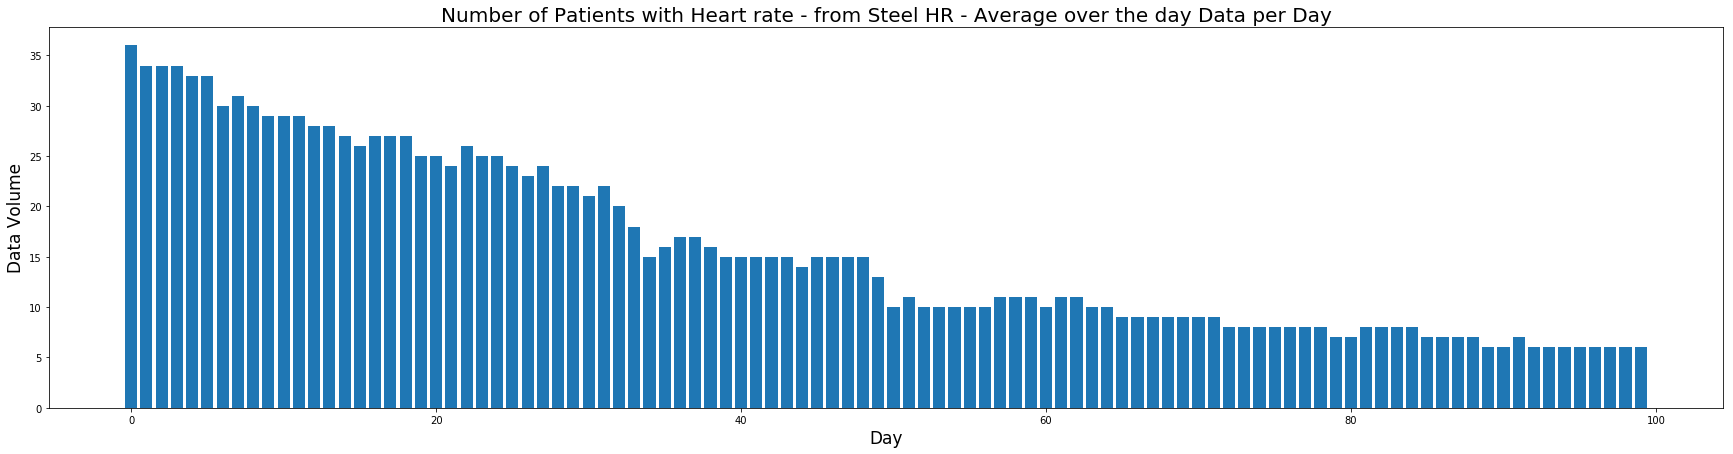 Number of Patients with Heart rate - from Steel HR - Average over the day Data per Day
Data Volume
35
30
25
20
15
10
5
0
0 20 40 60 80 100
Day